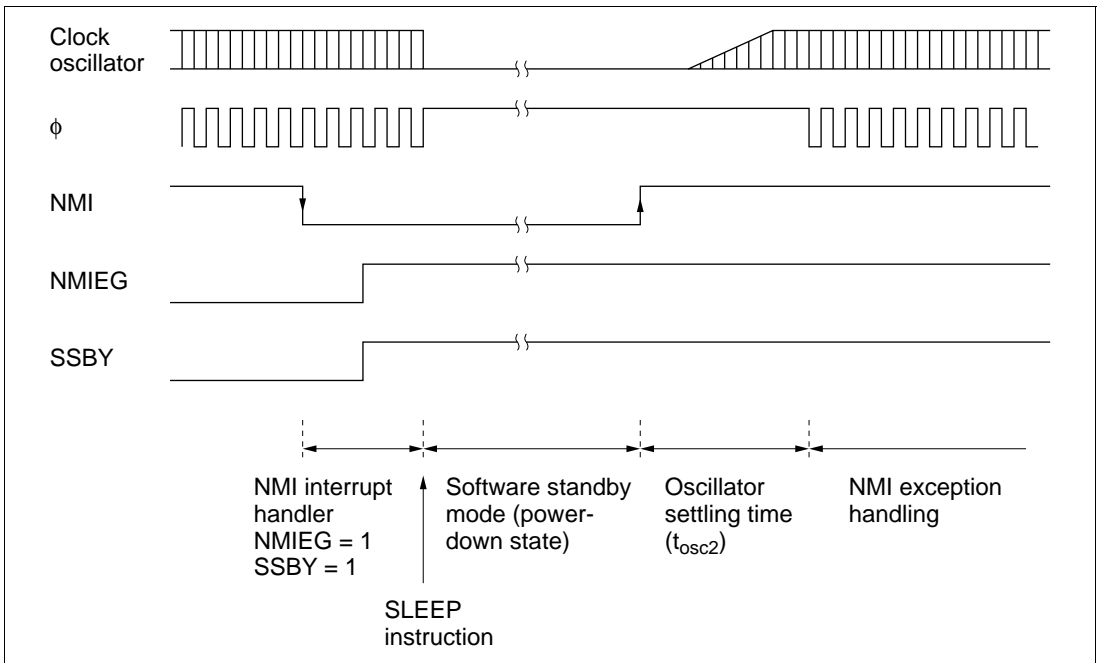 Clock
oscillator
φ
NMI
NMIEG
SSBY
NMI interrupt
handler
NMIEG = 1
SSBY = 1
Software standby
mode (power-
down state)
Oscillator
settling time
(tosc2)
NMI exception
handling
SLEEP
instruction